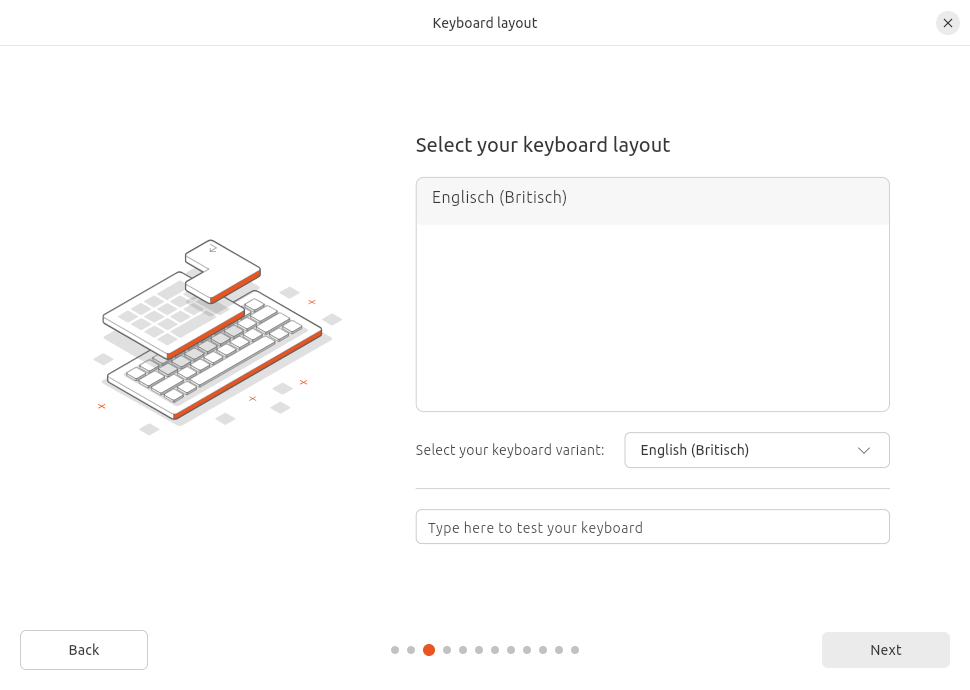 Keyboard layout
Select your keyboard layout
Englisch (Britisch)
Select your keyboard variant:
English (Britisch)
Type here to test your keyboard
Back
Next